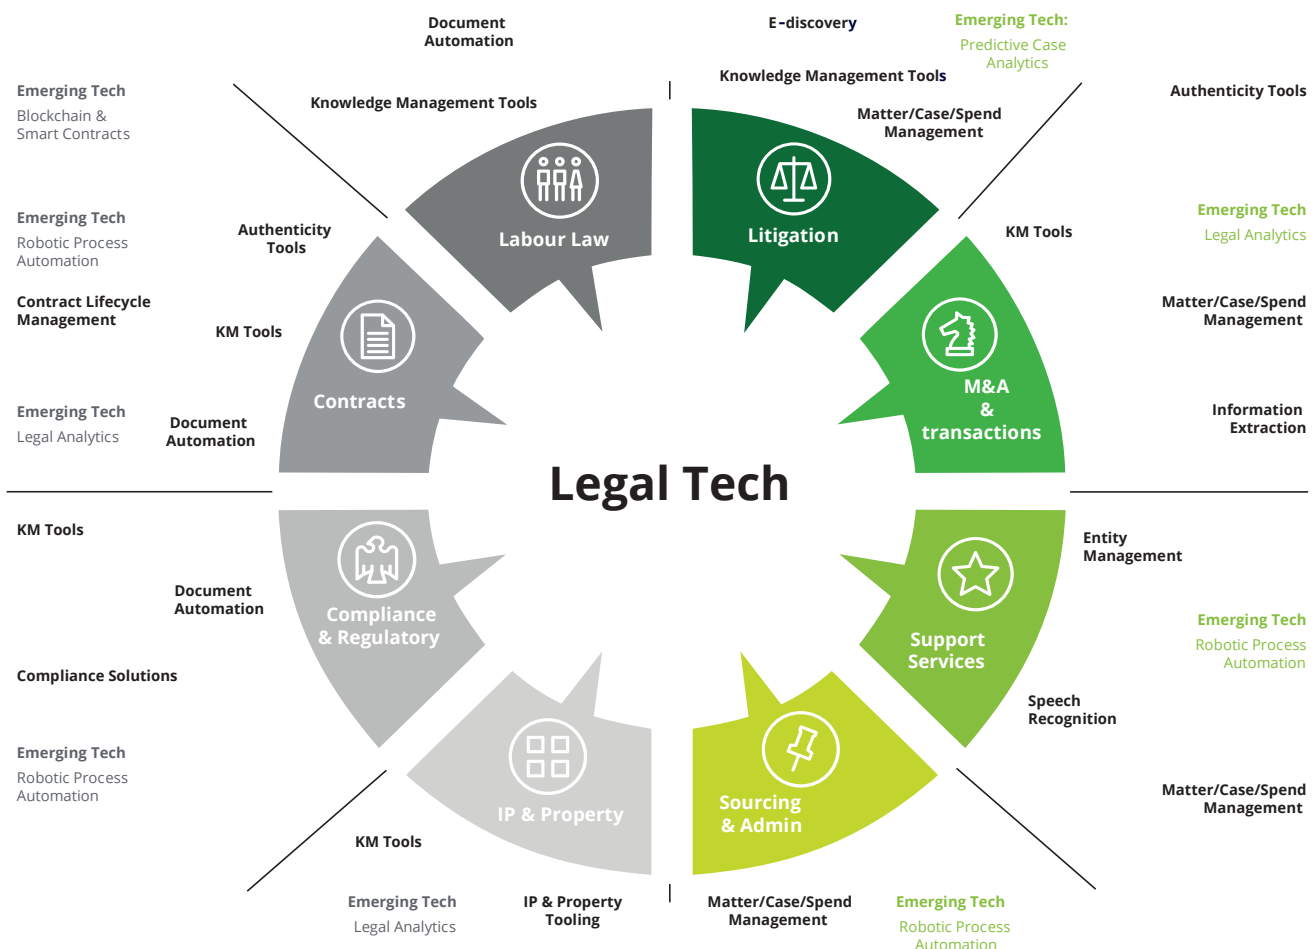 Legal Tech
Labour Law
Document
Automation
Knowledge Management Tools
Litigation
E-discovery
Emerging Tech:
Predictive Case
Analytics
Knowledge Management Tools
Matter/Case/Spend
Management
M&A
&
transactions
Authenticity Tools
Emerging Tech
Legal Analytics
KM Tools
Matter/Case/Spend
Management
Information
Extraction
Support
Services
Entity
Management
Emerging Tech
Robotic Process
Automation
Speech
Recognition
Matter/Case/Spend
Management
Sourcing
& Admin
Matter/Case/Spend
Management
Emerging Tech
Robotic Process
Automation
IP & Property
KM Tools
Emerging Tech
Legal Analytics
IP & Property
Tooling
Compliance
& Regulatory
KM Tools
Document
Automation
Compliance Solutions
Emerging Tech
Robotic Process
Automation
Contracts
Emerging Tech
Blockchain &
Smart Contracts
Emerging Tech
Robotic Process
Automation
Authenticity
Tools
Contract Lifecycle
Management
KM Tools
Emerging Tech
Legal Analytics
Document
Automation